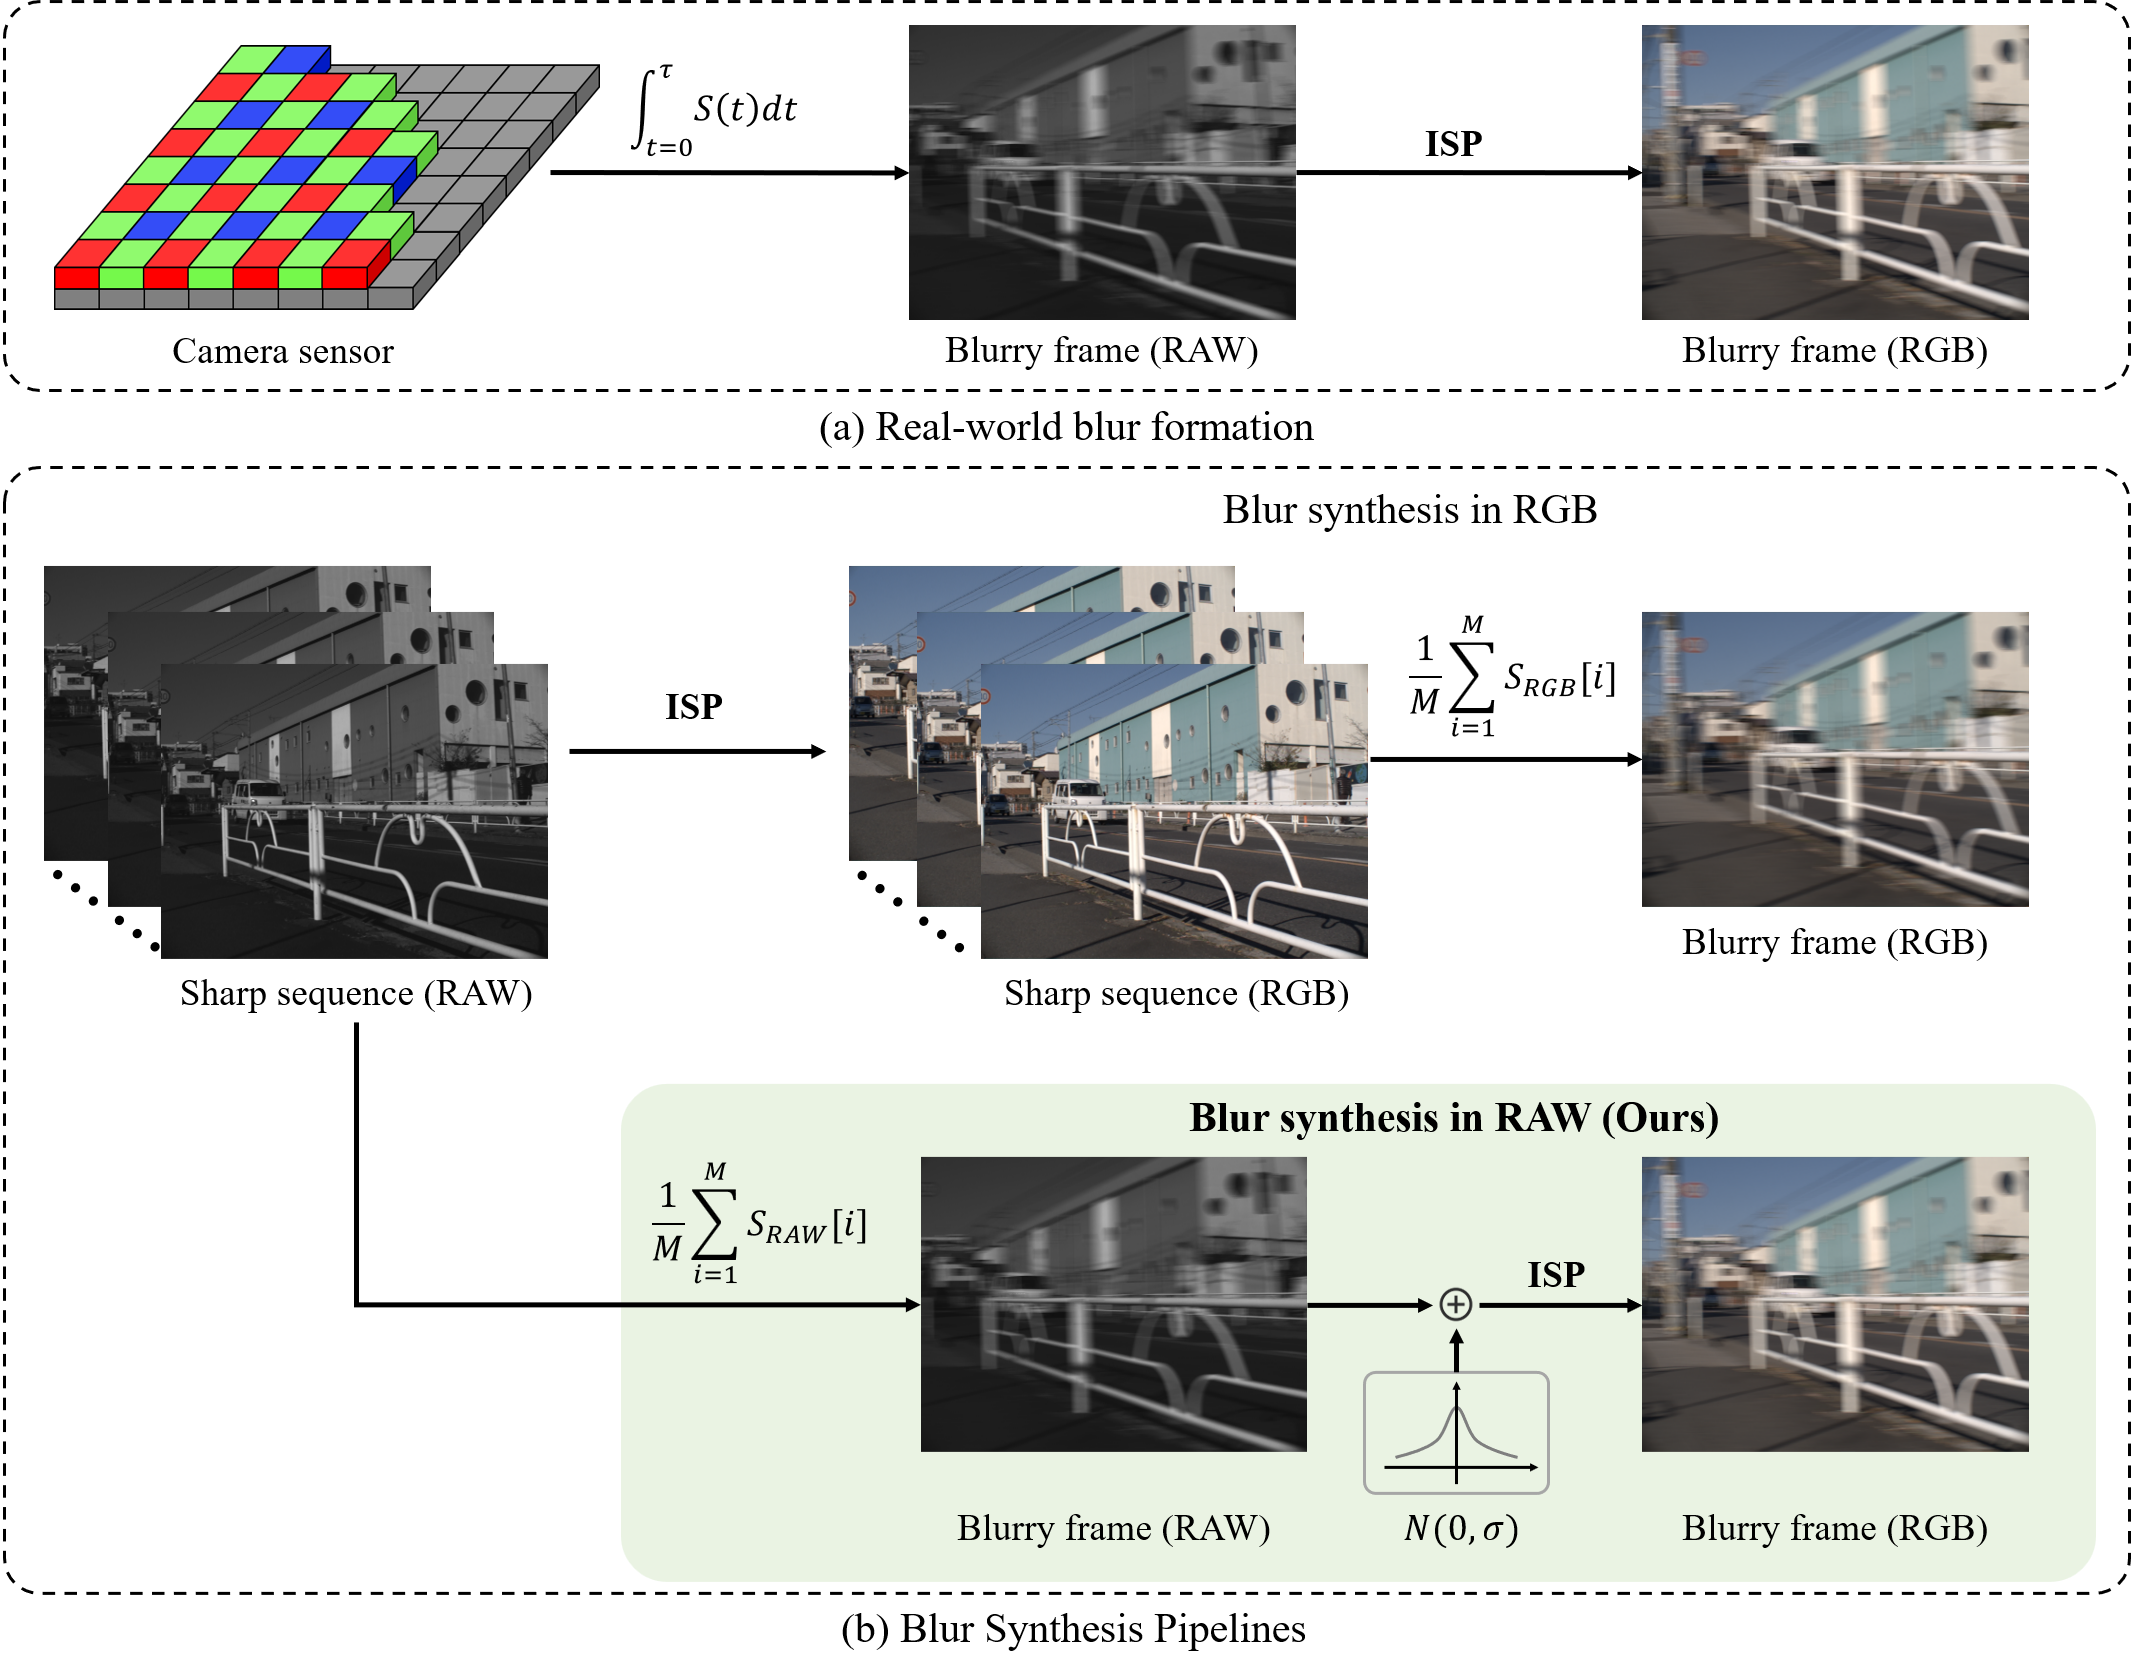 ∫_{t=0}^{τ} S(t)dt
ISP
Camera sensor
Blurry frame (RAW)
Blurry frame (RGB)
(a) Real-world blur formation
Blur synthesis in RGB
ISP
\frac{1}{M} \sum_{i=1}^{M} S_{RGB}[i]
Blurry frame (RGB)
Sharp sequence (RAW)
Sharp sequence (RGB)
Blur synthesis in RAW (Ours)
\frac{1}{M} \sum_{i=1}^{M} S_{RAW}[i]
ISP
Blurry frame (RAW)
N(0, σ)
Blurry frame (RGB)
(b) Blur Synthesis Pipelines